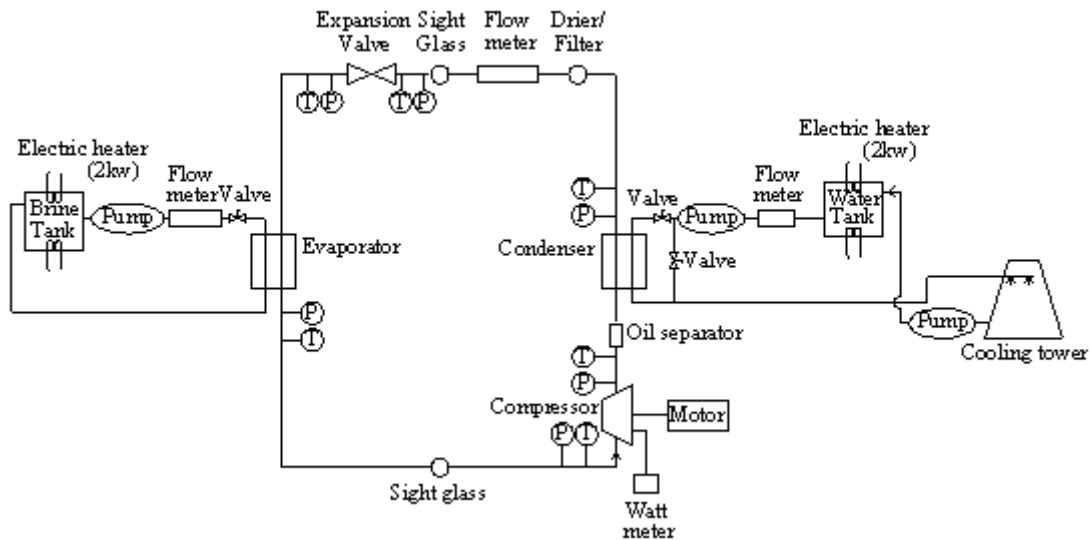 Expansion Valve
Sight Glass
Flow meter
Drier/ Filter
T
P
T
P
Electric heater (2kw)
Brine Tank
Pump
Flow meter
Valve
Evaporator
P
T
T
P
Condenser
Valve
Pump
Flow meter
Electric heater (2kw)
Water Tank
Valve
Pump
Cooling tower
Oil separator
T
P
Compressor
Motor
P
T
Sight glass
Watt meter